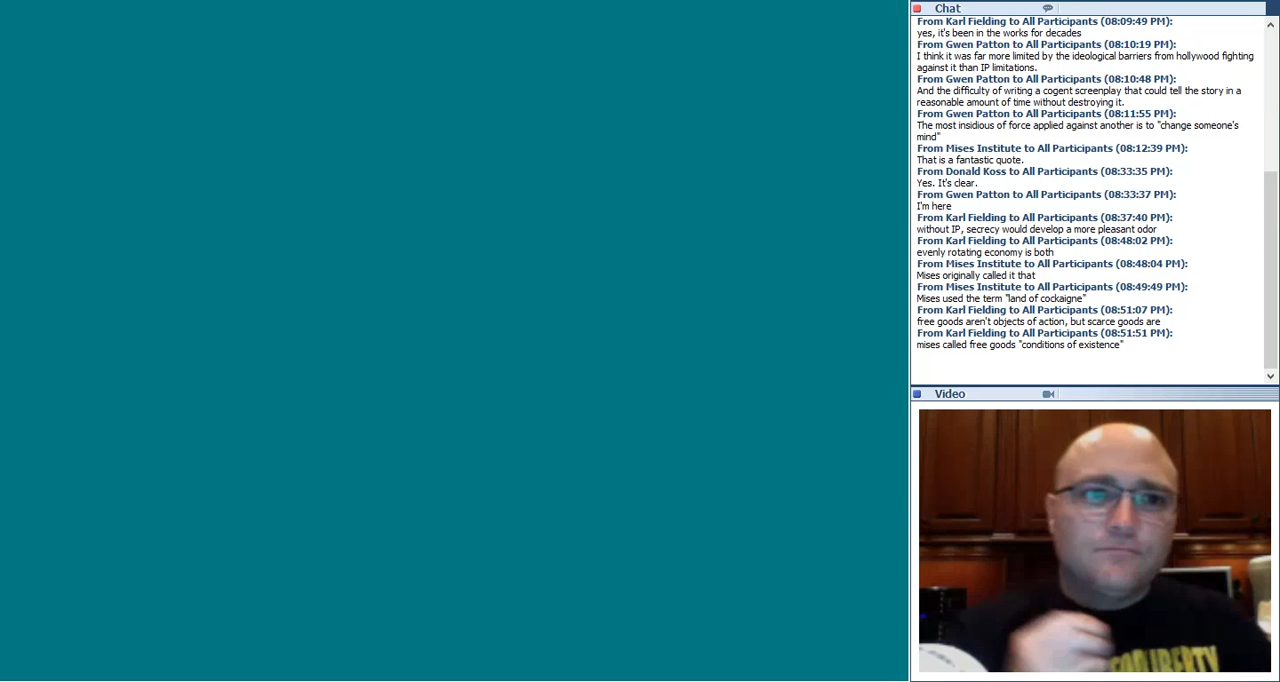 Chat
From Karl Fielding to All Participants (08:09:49 PM):
yes, it's been in the works for decades
From Gwen Patton to All Participants (08:10:19 PM):
I think it was far more limited by the ideological barriers from hollywood fighting
against it than IP limitations.
From Gwen Patton to All Participants (08:10:48 PM):
And the difficulty of writing a cogent screenplay that could tell the story in a
reasonable amount of time without destroying it.
From Gwen Patton to All Participants (08:11:55 PM):
The most insidious of force applied against another is to "change someone's
mind"
From Mises Institute to All Participants (08:12:39 PM):
That is a fantastic quote.
From Donald Koss to All Participants (08:33:35 PM):
Yes. It's clear.
From Gwen Patton to All Participants (08:33:37 PM):
I'm here
From Karl Fielding to All Participants (08:37:40 PM):
without IP, secrecy would develop a more pleasant odor
From Karl Fielding to All Participants (08:48:02 PM):
evenly rotating economy is both
From Mises Institute to All Participants (08:48:04 PM):
Mises originally called it that
From Mises Institute to All Participants (08:49:49 PM):
Mises used the term "land of cockaigne"
From Karl Fielding to All Participants (08:51:07 PM):
free goods aren't objects of action, but scarce goods are
From Karl Fielding to All Participants (08:51:51 PM):
mises called free goods "conditions of existence"
Video
LIBERTY